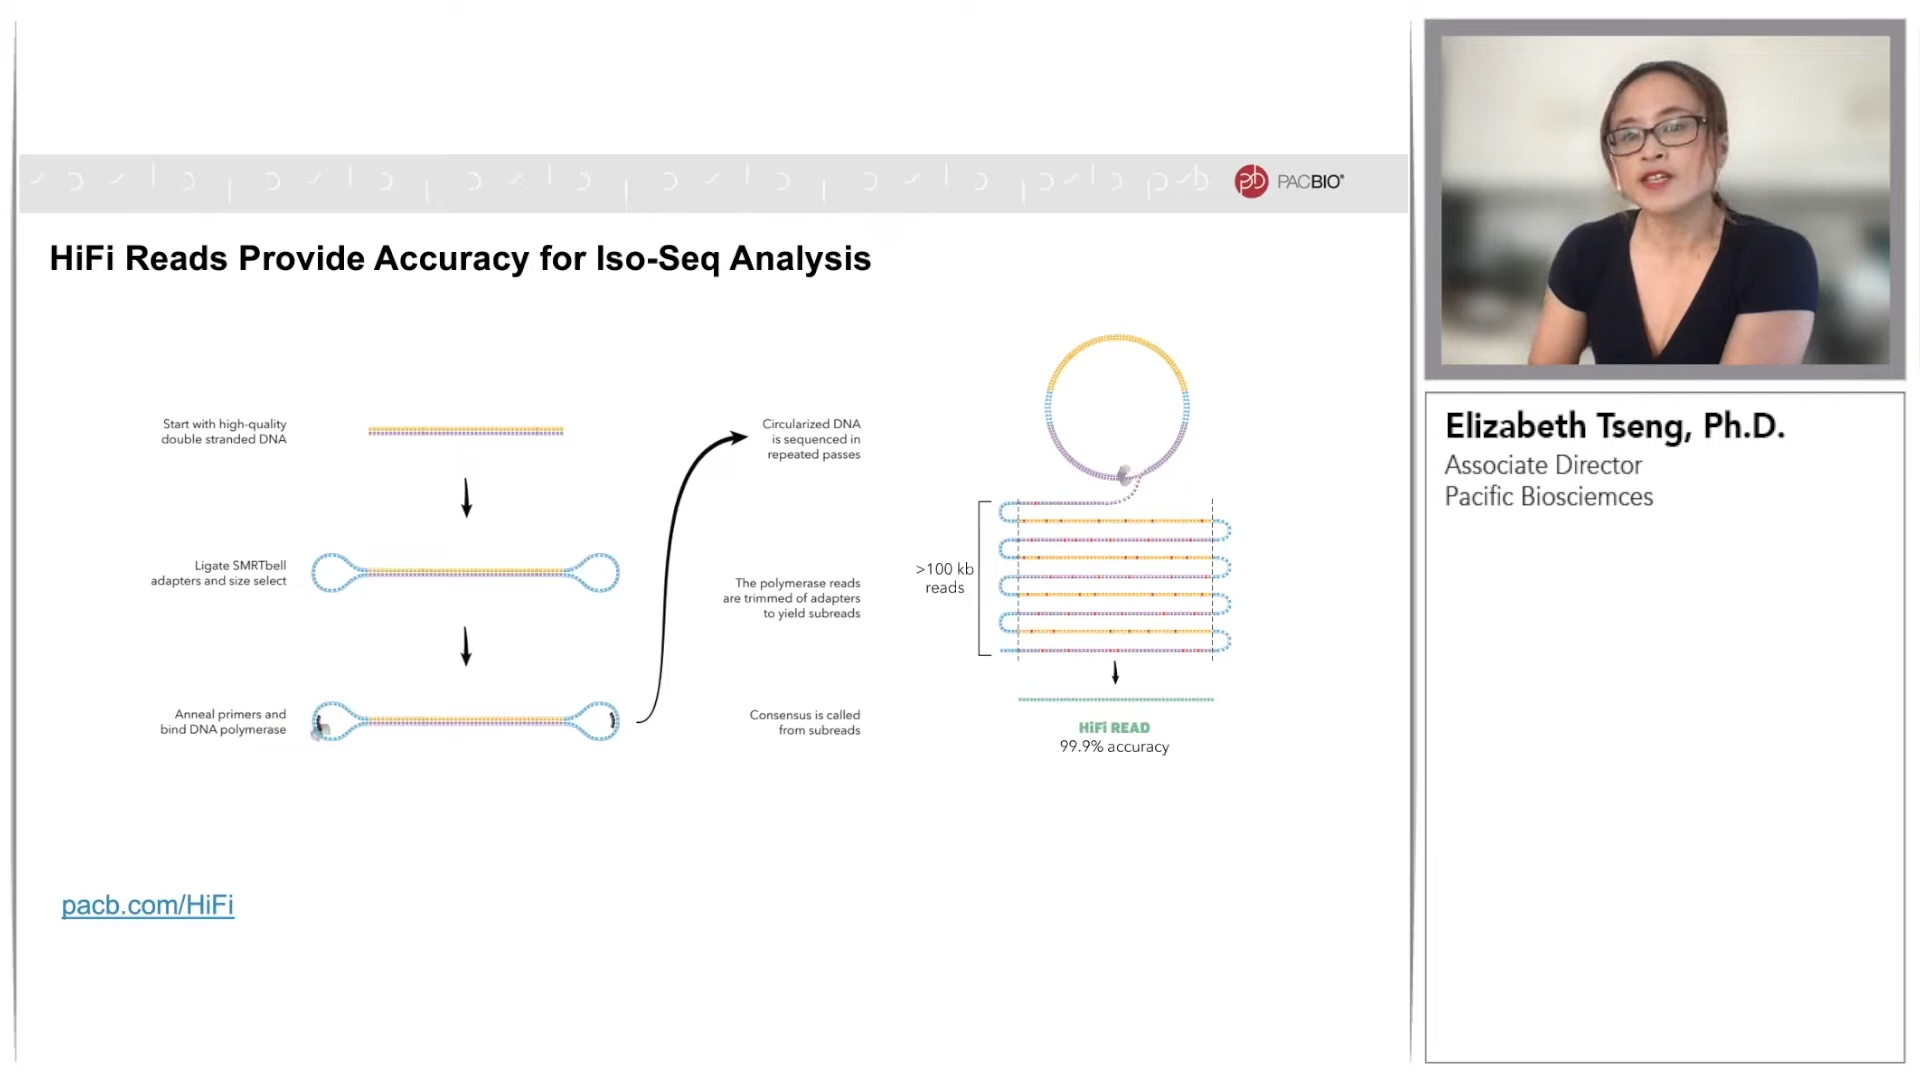 PACBIO®
HiFi Reads Provide Accuracy for Iso-Seq Analysis
Start with high-quality
double stranded DNA
Ligate SMRTbell
adapters and size select
Anneal primers and
bind DNA polymerase
Circularized DNA
is sequenced in
repeated passes
The polymerase reads
are trimmed of adapters
to yield subreads
Consensus is called
from subreads
>100 kb
reads
HiFi READ
99.9% accuracy
pacb.com/HiFi
Elizabeth Tseng, Ph.D.
Associate Director
Pacific Biosciemces